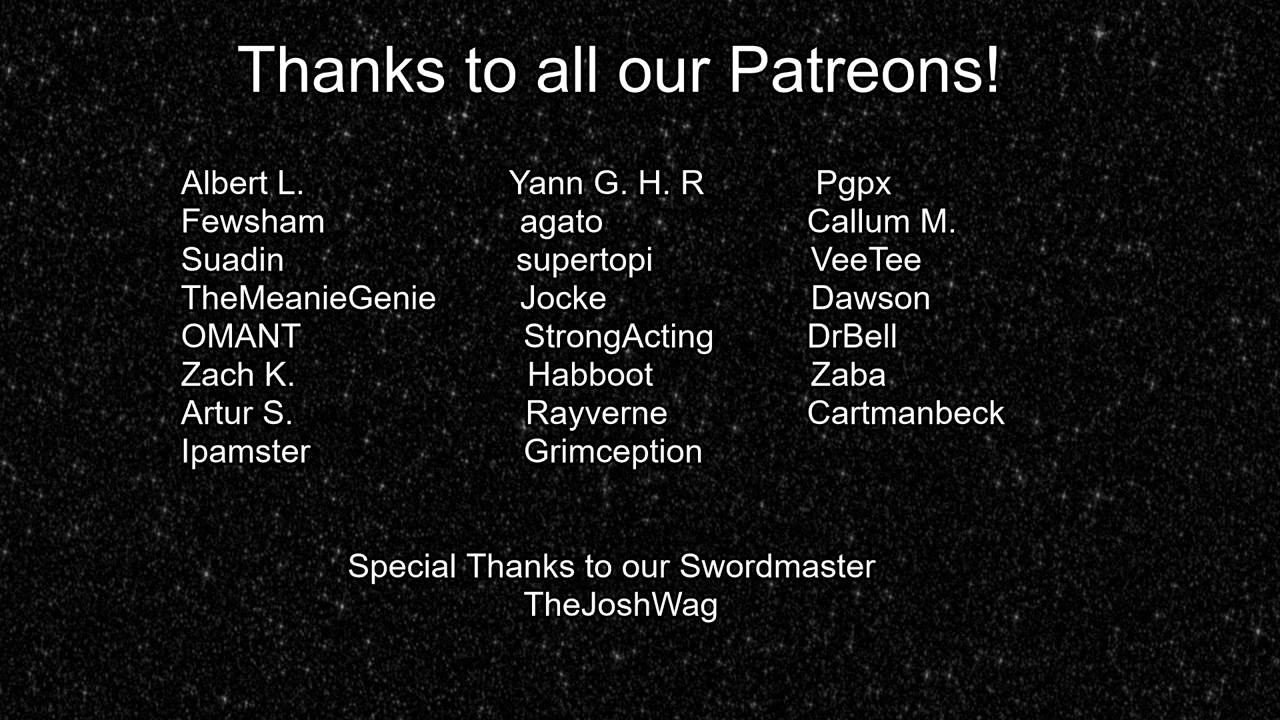 Thanks to all our Patreons!
Albert L. Yann G. H. R Pgpx
Fewsham agato Callum M.
Suadin supertopi VeeTee
TheMeanieGenie Jocke Dawson
OMANT StrongActing DrBell
Zach K. Habboot Zaba
Artur S. Rayverne Cartmanbeck
Ipamster Grimception
Special Thanks to our Swordmaster
TheJoshWag